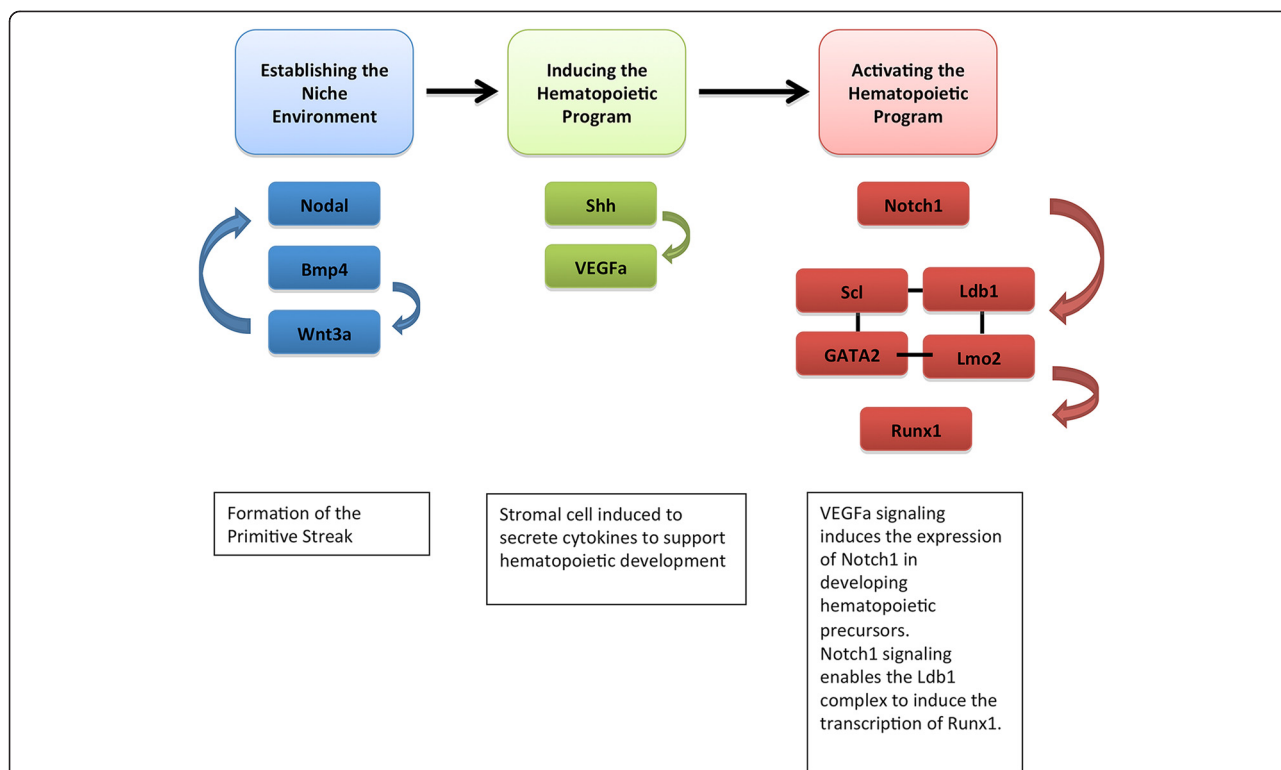 Establishing the
Niche
Environment
Inducing the
Hematopoietic
Program
Activating the
Hematopoietic
Program
Nodal
Bmp4
Wnt3a
Shh
VEGFa
Notch1
Scl
Ldb1
GATA2
Lmo2
Runx1
Formation of the
Primitive Streak
Stromal cell induced to
secrete cytokines to support
hematopoietic development
VEGFa signaling
induces the expression
of Notch1 in
developing
hematopoietic
precursors.
Notch1 signaling
enables the Ldb1
complex to induce the
transcription of Runx1.